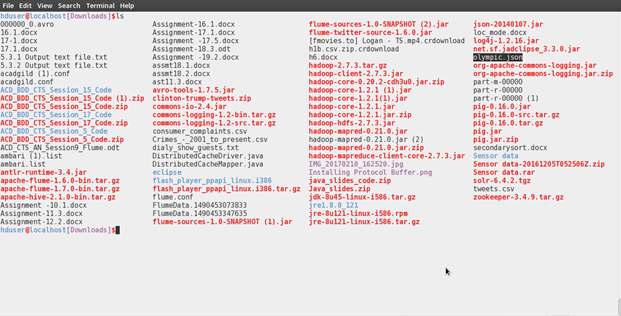 File Edit View Search Terminal Help
hduser@localhost[Downloads]$ls
000000_0.avro Assignment-16.1.docx flume-sources-1.0-SNAPSHOT (2).jar json-20140107.jar
16.1.docx Assignment-17.1.docx flume-twitter-source-1.6.0.jar loc_mode.docx
17-1.docx Assignment -17.5.docx [fmovies.to] Logan - TS.mp4.crdownload log4j-1.2.16.jar
17-1.docx Assignment-18.3.odt h1b.csv.zip.crdownload net.sf.jadclipse_3.3.0.jar
5.3.1 Output text file.txt Assignment -19.2.docx h6.docx olympic.json
5.3.2 Output text file.txt assmt18.1.docx hadoop-2.7.3.tar.gz org-apache-commons-logging.jar
acadgild (1).conf assmt18.2.docx hadoop-client-2.7.3.jar org-apache-commons-logging.jar.zip
acadgild.conf ast11.3.docx hadoop-core-0.20.2-cdh3u0.jar.zip part-m-00000
ACD_BDD_CTS_Session_15_Code avro-tools-1.7.5.jar hadoop-core-1.2.1 (1).jar part-r-00000
ACD_BDD_CTS_Session_15_Code (1).zip clinton-trump-tweets.zip hadoop-core-1.2.1(1).jar part-r-00000 (1)
ACD_BDD_CTS_Session_15_Code.zip commons-io-2.4.jar hadoop-core-1.2.1.jar pig-0.16.0.jar
ACD_BDD_CTS_Session_17_Code commons-logging-1.2-bin.tar.gz hadoop-core-1.2.1.jar.zip pig-0.16.0-src.tar.gz
ACD_BDD_CTS_Session_17_Code.zip commons-logging-1.2-src.tar.gz hadoop-hdfs-2.7.3.jar pig-0.16.0.tar.gz
ACD_BDD_CTS_Session_5_Code consumer_complaints.csv hadoop-mapred-0.21.0.jar pig.jar
ACD_BDD_CTS_Session_5_Code.zip Crimes_-_2001_to_present.csv hadoop-mapred-0.21.0.jar (2) pig.jar.zip
ACD_CTS_AN_Session9_Flume.odt dialy_show_guests.txt hadoop-mapred-0.21.0.jar.zip secondarysort.docx
ambari (1).list DistributedCacheDriver.java hadoop-mapreduce-client-core-2.7.3.jar Sensor data
ambari.list DistributedCacheMapper.java IMG_20170210_162520.jpg Sensor data-20161205T052506Z.zip
antlr-runtime-3.4.jar eclipse Installing Protocol Buffer.png Sensor data.rar
apache-flume-1.6.0-bin.tar.gz flash_player_ppapi_linux.i386 java_slides_code.zip solr-6.4.2.tgz
apache-flume-1.7.0-bin.tar.gz flash_player_ppapi_linux.i386.tar.gz Java_slides.zip tweets.csv
apache-hive-2.1.0-bin.tar.gz flume.conf jdk-8u45-linux-i586.tar.gz zookeeper-3.4.9.tar.gz
Assignment -10.1.docx FlumeData.1490453073833 jre1.8.0_121
Assignment-11.3.docx FlumeData.1490453347635 jre-8u121-linux-i586.rpm
Assignment-12.2.docx flume-sources-1.0-SNAPSHOT (1).jar jre-8u121-linux-i586.tar.gz
hduser@localhost[Downloads]$